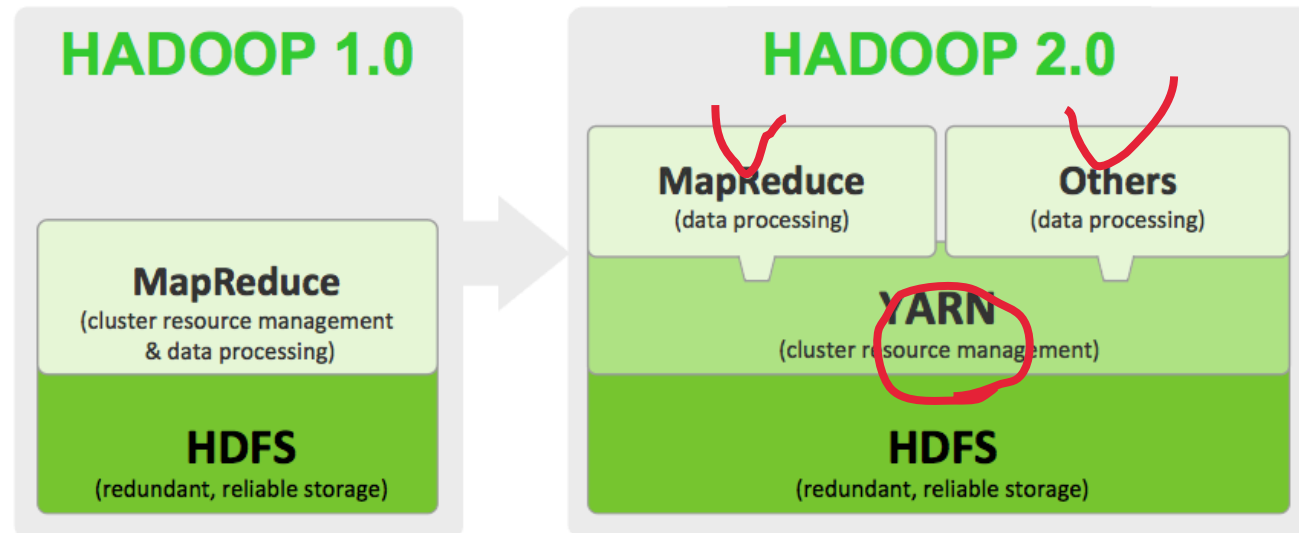 HADOOP 1.0
MapReduce
(cluster resource management
& data processing)
HDFS
(redundant, reliable storage)
HADOOP 2.0
MapReduce
(data processing)
Others
(data processing)
YARN
(cluster resource management)
HDFS
(redundant, reliable storage)